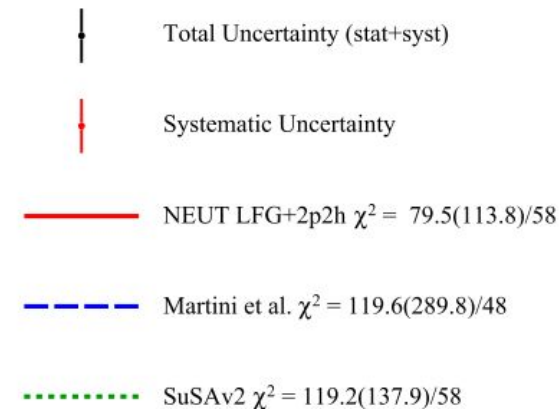 Total Uncertainty (stat+syst)
Systematic Uncertainty
NEUT LFG+2p2h χ² = 79.5(113.8)/58
Martini et al. χ² = 119.6(289.8)/48
SuSAv2 χ² = 119.2(137.9)/58